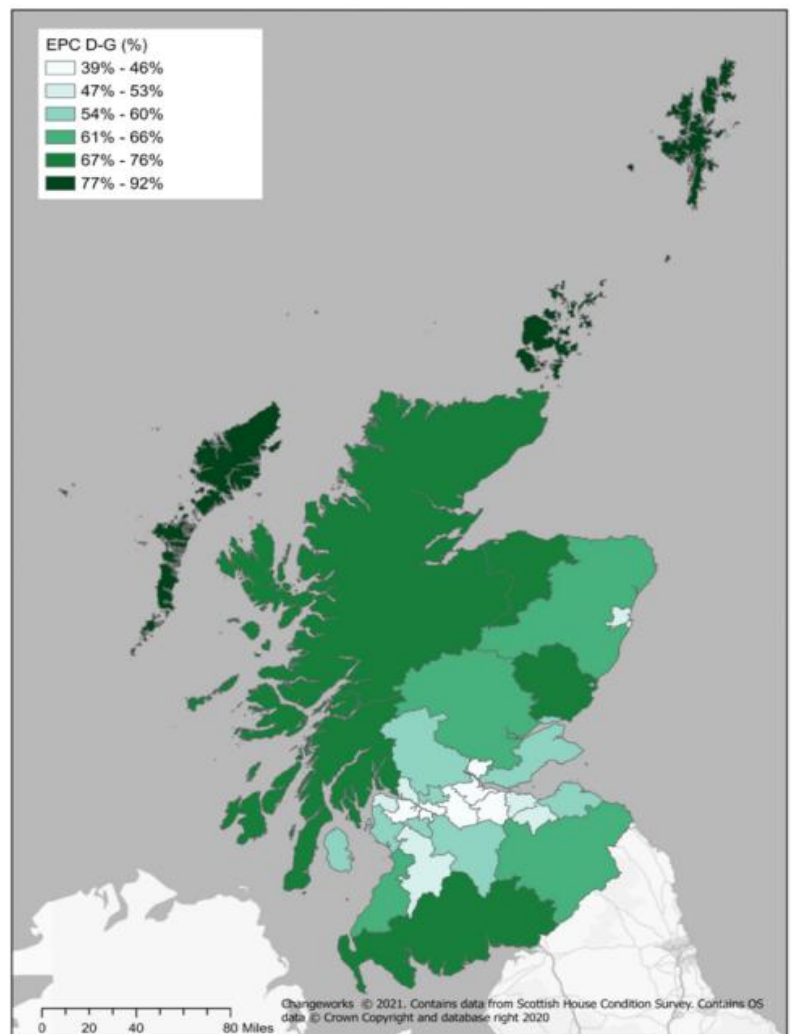 EPC D-G (%)
39% - 46%
47% - 53%
54% - 60%
61% - 66%
67% - 76%
77% - 92%
Changeworks © 2021. Contains data from Scottish House Condition Survey. Contains OS
data © Crown Copyright and database right 2020
0 20 40 80 Miles